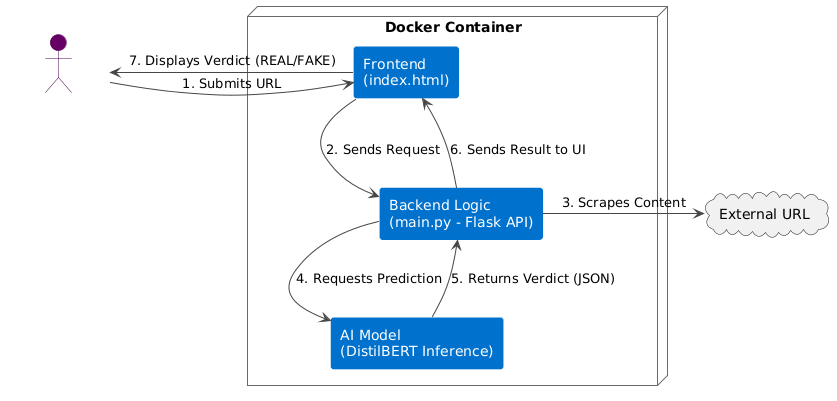 Docker Container
7. Displays Verdict (REAL/FAKE)
1. Submits URL
Frontend
(index.html)
2. Sends Request
6. Sends Result to UI
Backend Logic
(main.py - Flask API)
3. Scrapes Content
External URL
4. Requests Prediction
5. Returns Verdict (JSON)
AI Model
(DistilBERT Inference)